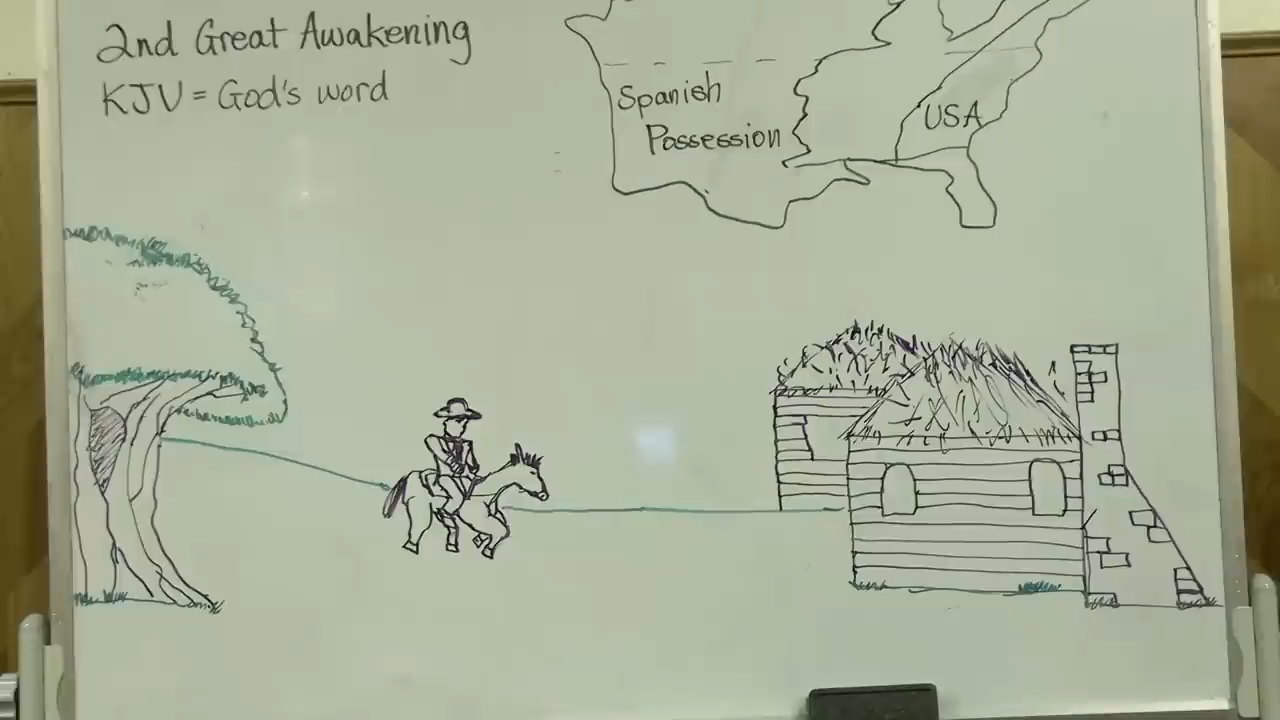 2nd Great Awakening
KJV = God's word
Spanish
Possession
USA